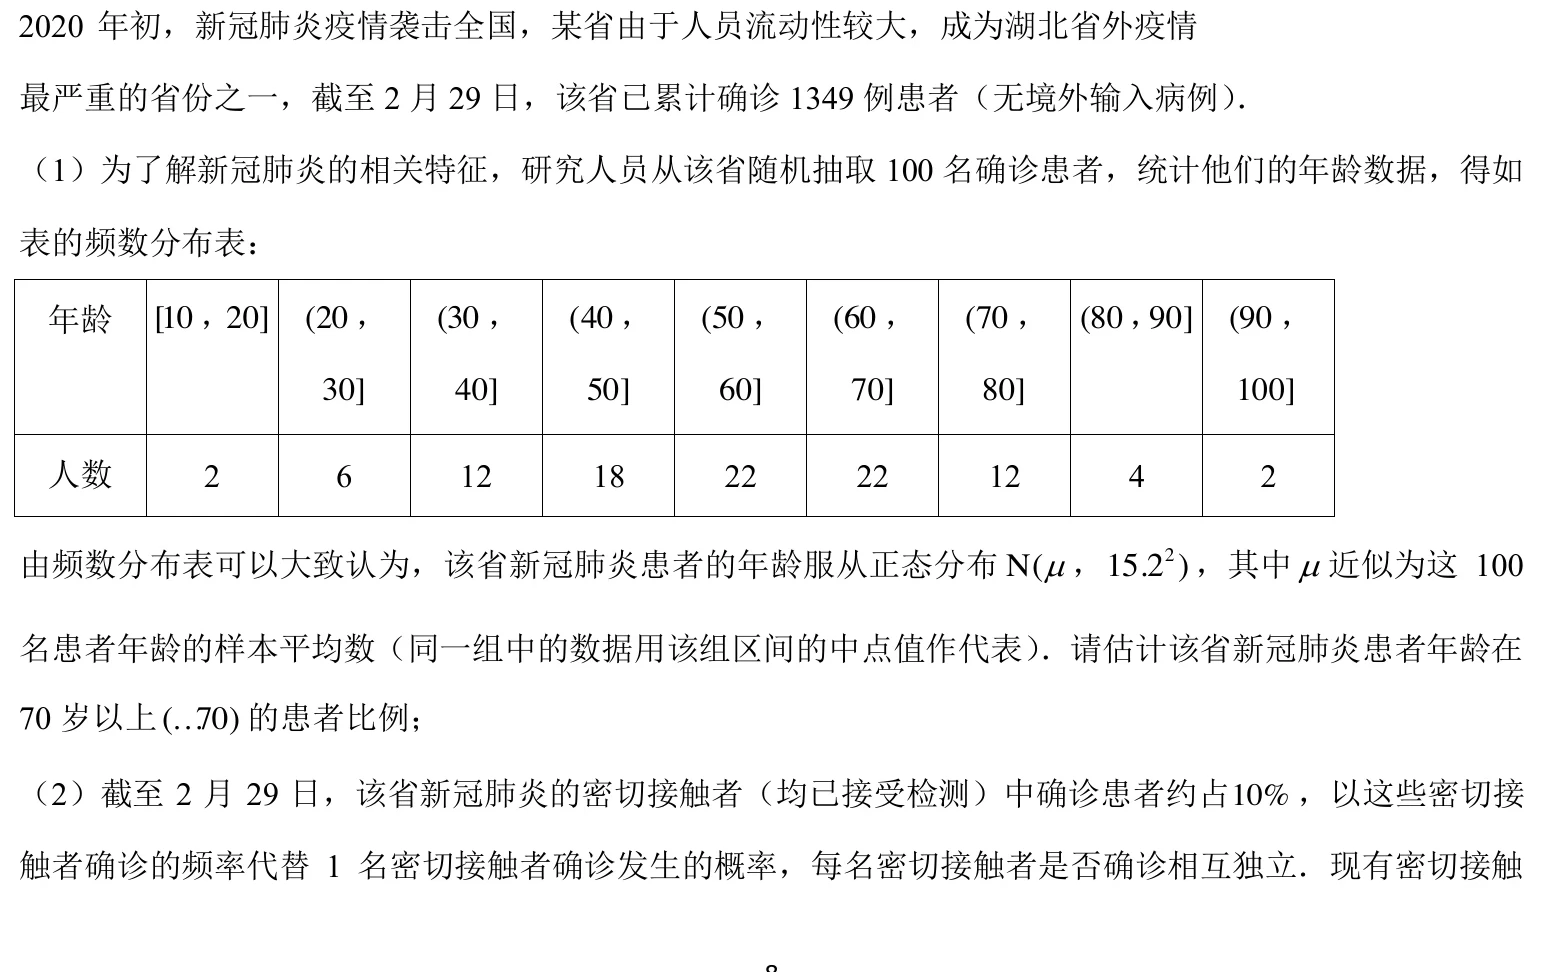 2020 年初，新冠肺炎疫情袭击全国，某省由于人员流动性较大，成为湖北省外疫情
最严重的省份之一，截至 2 月 29 日，该省已累计确诊 1349 例患者（无境外输入病例）．
（1）为了解新冠肺炎的相关特征，研究人员从该省随机抽取 100 名确诊患者，统计他们的年龄数据，得如
表的频数分布表：
年龄 [10，20] (20，30] (30，40] (40，50] (50，60] (60，70] (70，80] (80，90] (90，100]
人数 2 6 12 18 22 22 12 4 2
由频数分布表可以大致认为，该省新冠肺炎患者的年龄服从正态分布 N(μ，15.2²)，其中 μ 近似为这 100
名患者年龄的样本平均数（同一组中的数据用该组区间的中点值作代表）．请估计该省新冠肺炎患者年龄在
70 岁以上(…70) 的患者比例；
（2）截至 2 月 29 日，该省新冠肺炎的密切接触者（均已接受检测）中确诊患者约占10%，以这些密切接
触者确诊的频率代替 1 名密切接触者确诊发生的概率，每名密切接触者是否确诊相互独立．现有密切接触
8